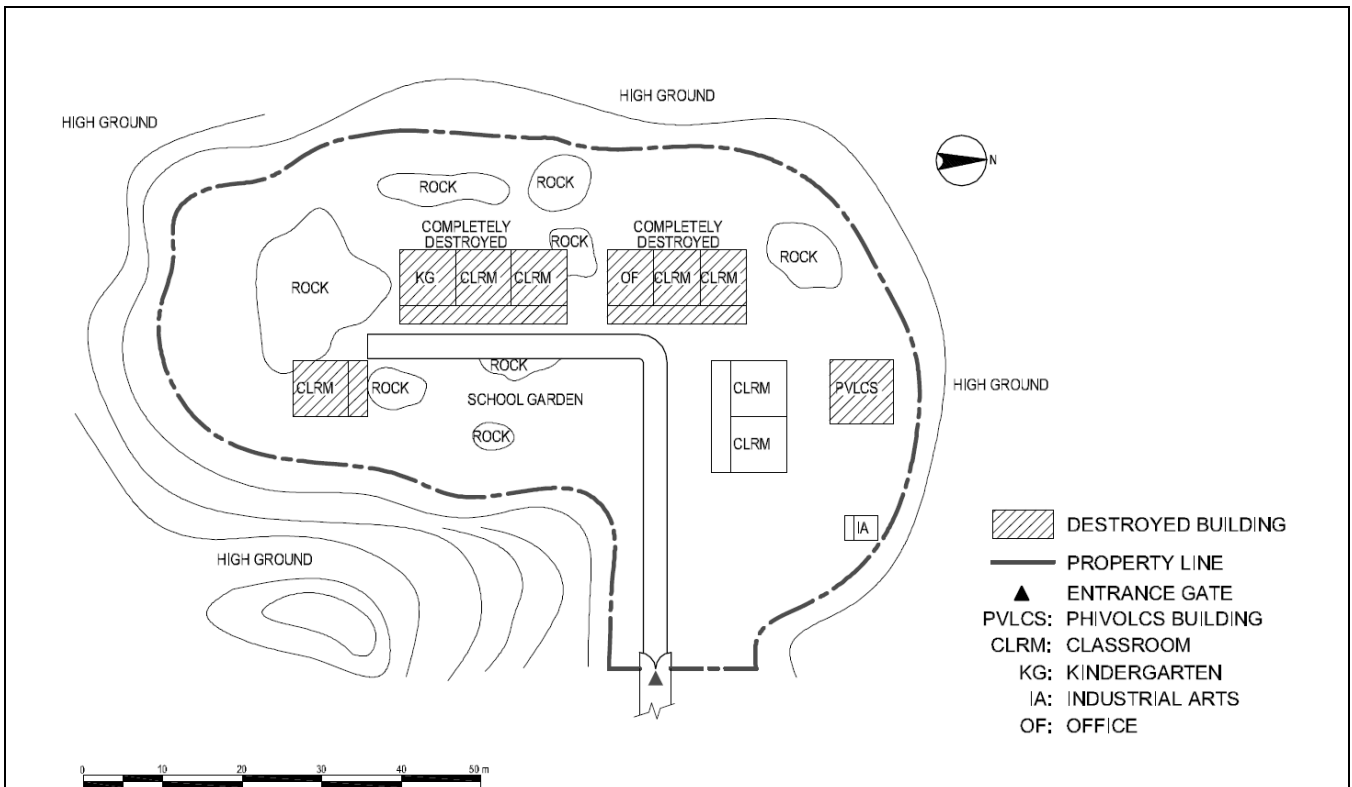 HIGH GROUND
HIGH GROUND
N
ROCK
ROCK
COMPLETELY
DESTROYED
COMPLETELY
DESTROYED
ROCK
ROCK
KG CLRM CLRM
OF CLRM CLRM
ROCK
ROCK
CLRM
ROCK
CLRM
PVLCS
HIGH GROUND
SCHOOL GARDEN
ROCK
CLRM
HIGH GROUND
IA
DESTROYED BUILDING
PROPERTY LINE
ENTRANCE GATE
PVLCS: PHIVOLCS BUILDING
CLRM: CLASSROOM
KG: KINDERGARTEN
IA: INDUSTRIAL ARTS
OF: OFFICE
0 10 20 30 40 50 m